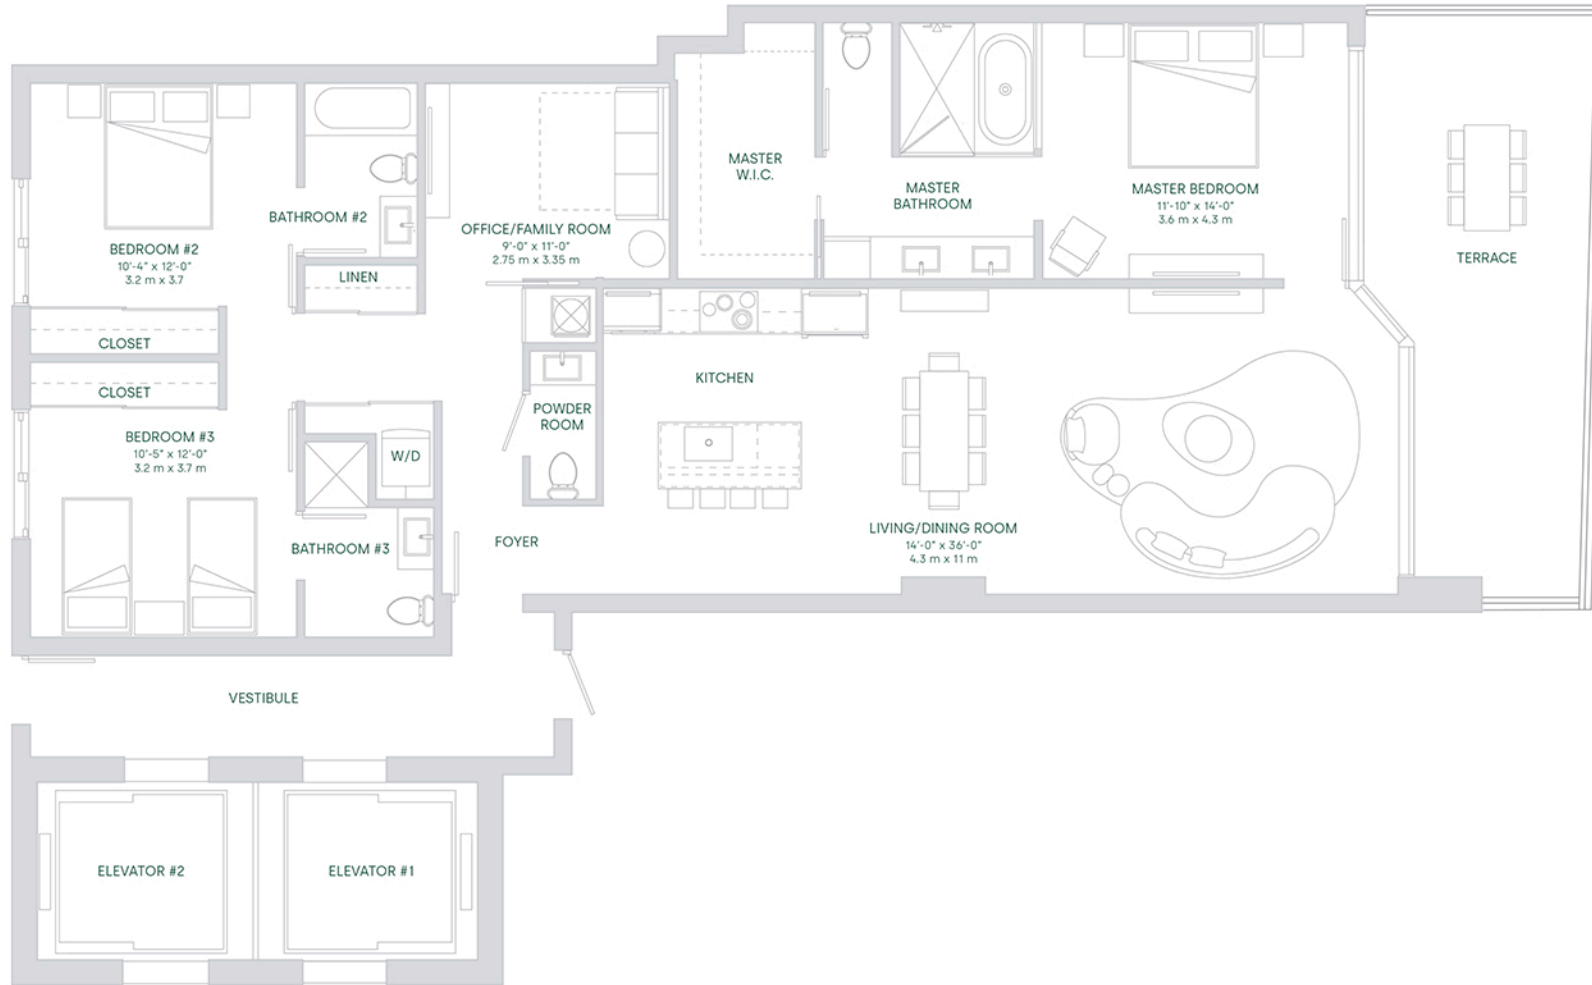 MASTER
W.I.C.
MASTER
BATHROOM
MASTER BEDROOM
11'-10" x 14'-0"
3.6 m x 4.3 m
BATHROOM #2
OFFICE/FAMILY ROOM
9'-0" x 11'-0"
2.75 m x 3.35 m
BEDROOM #2
10'-4" x 12'-0"
3.2 m x 3.7
TERRACE
LINEN
CLOSET
CLOSET
KITCHEN
POWDER
ROOM
BEDROOM #3
10'-5" x 12'-0"
3.2 m x 3.7 m
W/D
LIVING/DINING ROOM
14'-0" x 36'-0"
4.3 m x 11 m
FOYER
BATHROOM #3
VESTIBULE
ELEVATOR #2
ELEVATOR #1